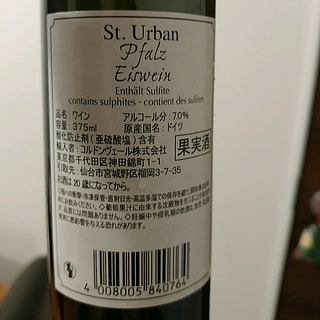 St. Urban
Pfalz
Eiswein
Enthält Sulfite
contains sulphites · contient des sulfites
品名:ワイン アルコール分:7.0%
容量:375ml 原産国名:ドイツ
酸化防止剤(亜硫酸塩)含有
輸入者:コルドンヴェール株式会社
果実酒
東京都千代田区神田錦町1-1
引取先:仙台市宮城野区榴岡3-7-35
お酒は20歳になってから。
4 008005 840764